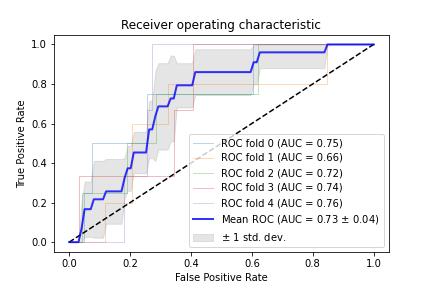 Receiver operating characteristic
True Positive Rate
1.0
0.8
0.6
0.4
0.2
0.0
ROC fold 0 (AUC = 0.75)
ROC fold 1 (AUC = 0.66)
ROC fold 2 (AUC = 0.72)
ROC fold 3 (AUC = 0.74)
ROC fold 4 (AUC = 0.76)
Mean ROC (AUC = 0.73 ± 0.04)
± 1 std. dev.
0.0 0.2 0.4 0.6 0.8 1.0
False Positive Rate